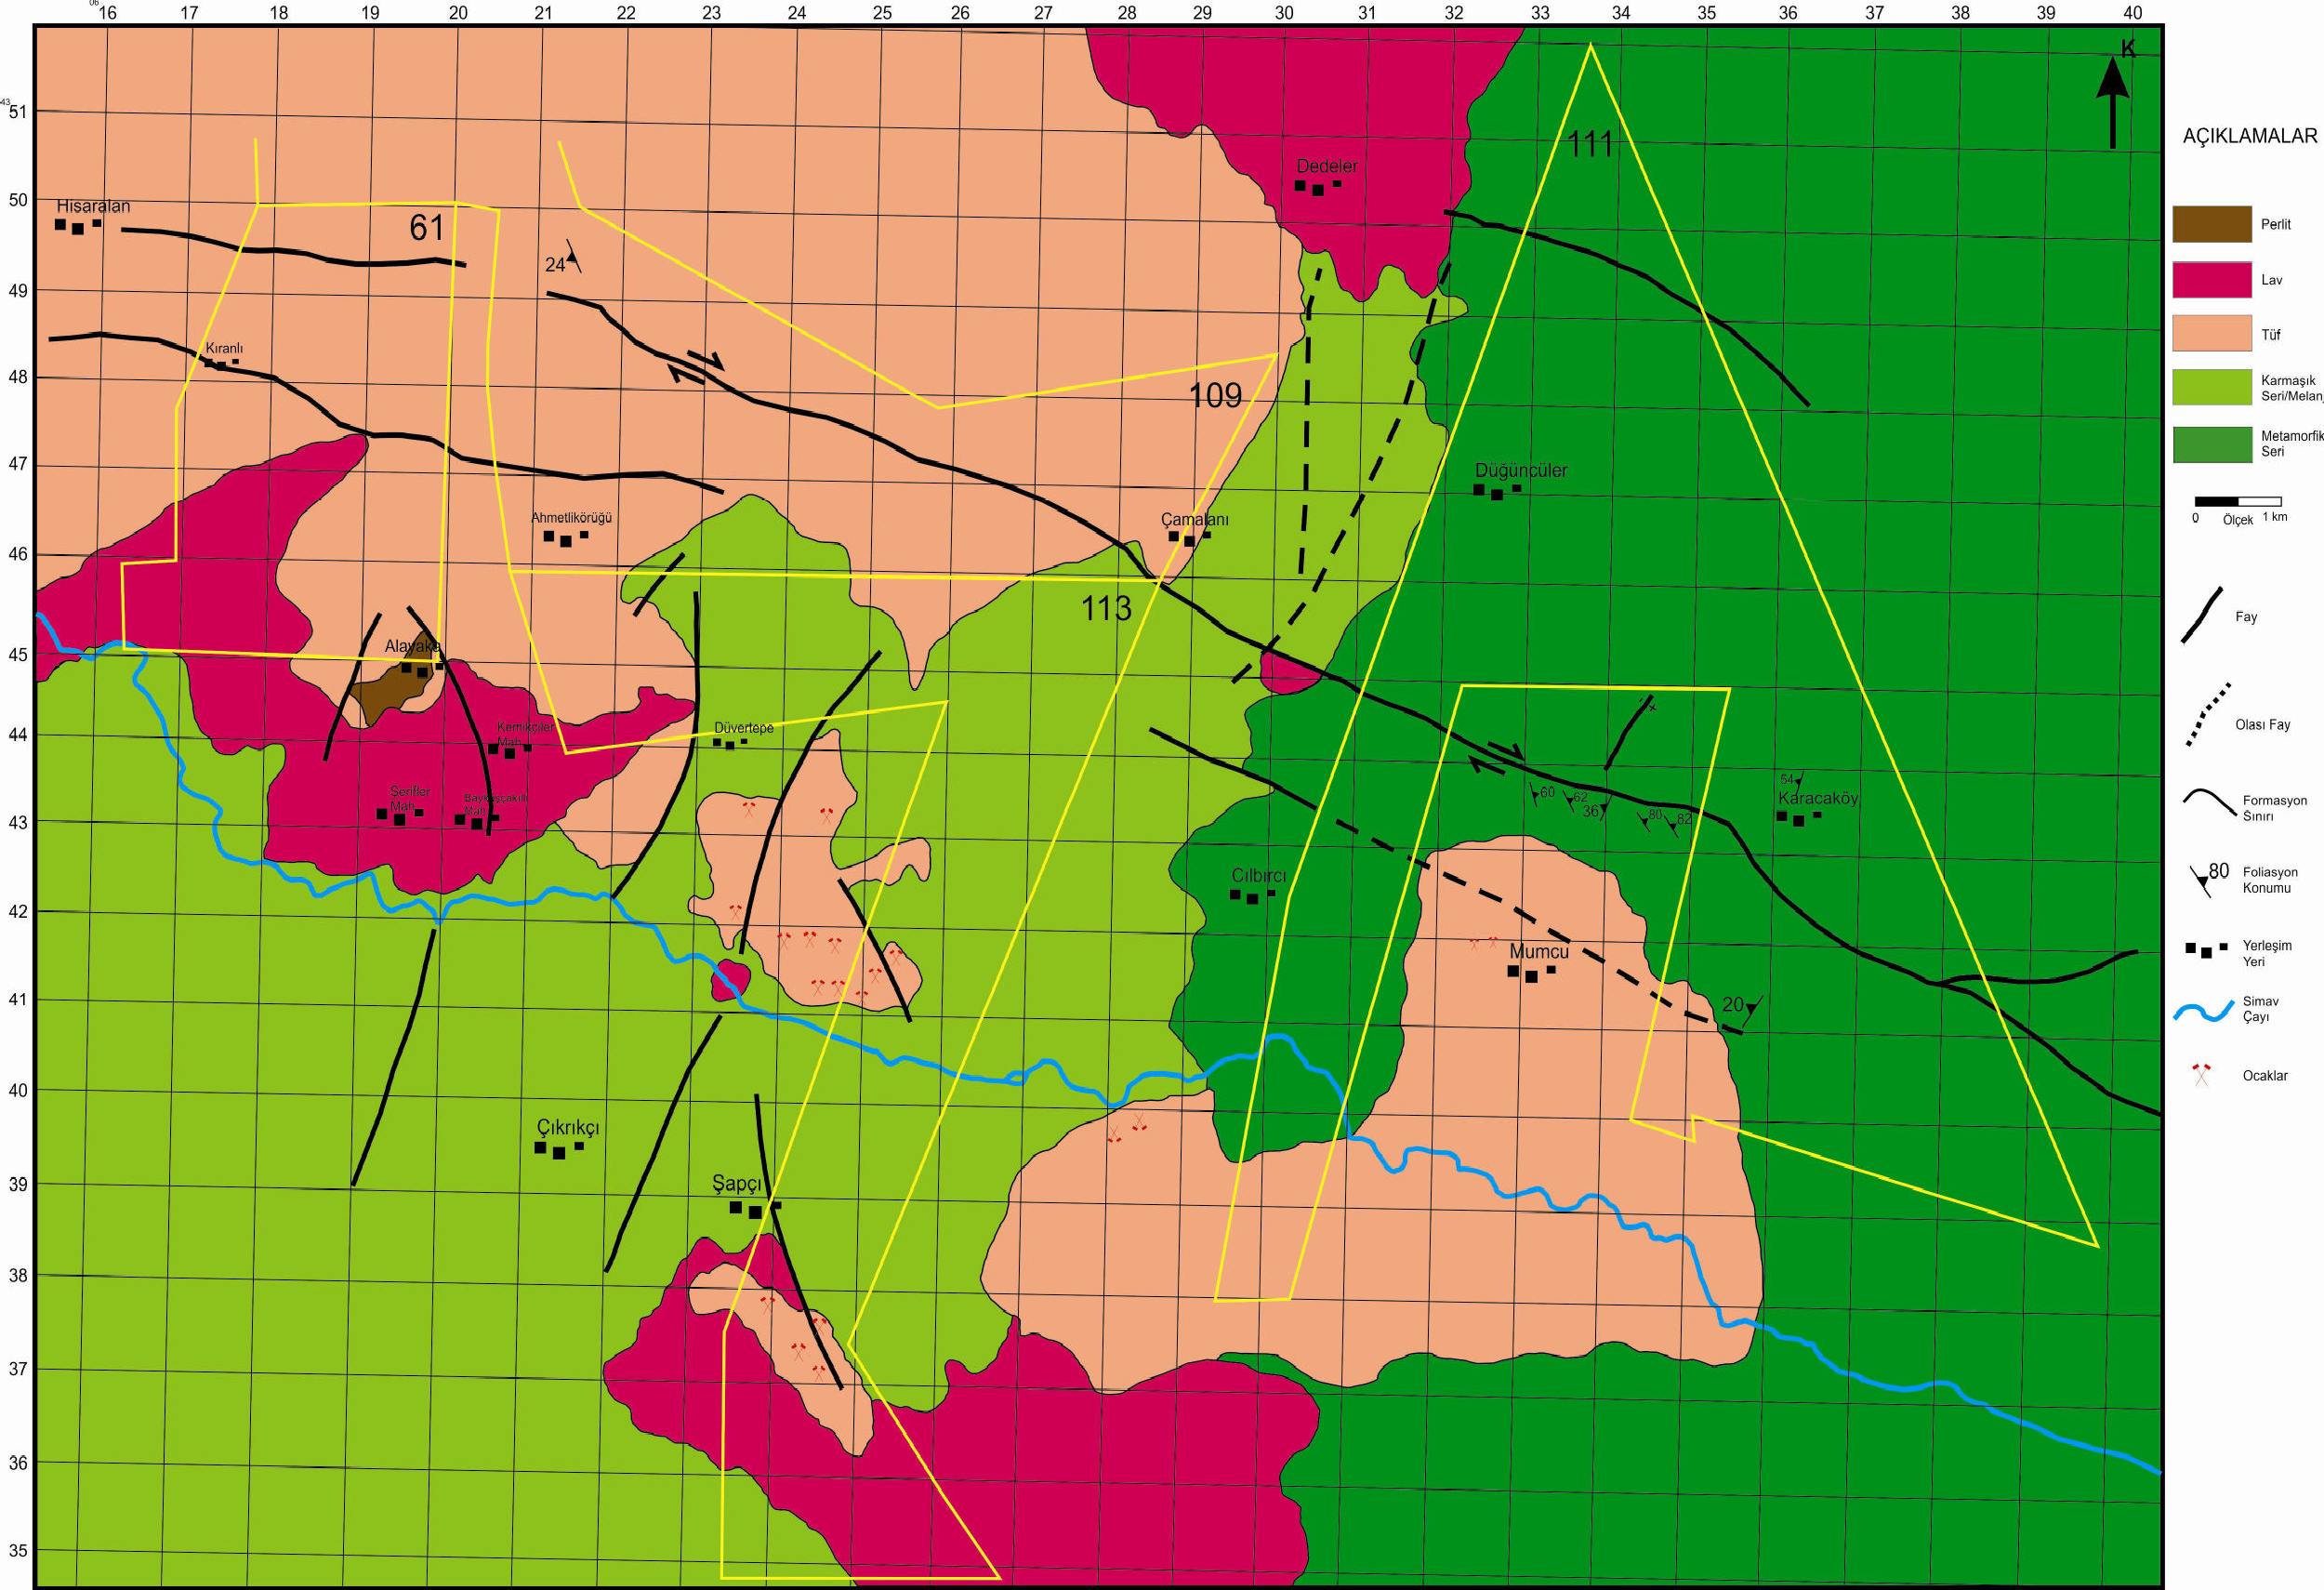 06
16 17 18 19 20 21 22 23 24 25 26 27 28 29 30 31 32 33 34 35 36 37 38 39 40
K
43
51
111
AÇIKLAMALAR
Dedeler
50
Hisaralan
61
Perlit
24
Lav
49
Tüf
Kıranlı
48
109
Karmaşık
Seri/Melanj
Metamorfik
Seri
47
Düğüncüler
0 Ölçek 1 km
Ahmetlikörüğü
Çamalanı
46
113
Fay
45
Alayaka
Olası Fay
44
Kemikçiler
Mah.
Düvertepe
54
Karacaköy
60
62
36
80
82
Formasyon
Sınırı
Şerifler
Mah.
Baykuşçakıllı
Mah.
43
Cılbırcı
80
Foliasyon
Konumu
42
Mumcu
Yerleşim
Yeri
41
20
Simav
Çayı
40
Ocaklar
Çıkrıkçı
39
Şapçı
38
37
36
35